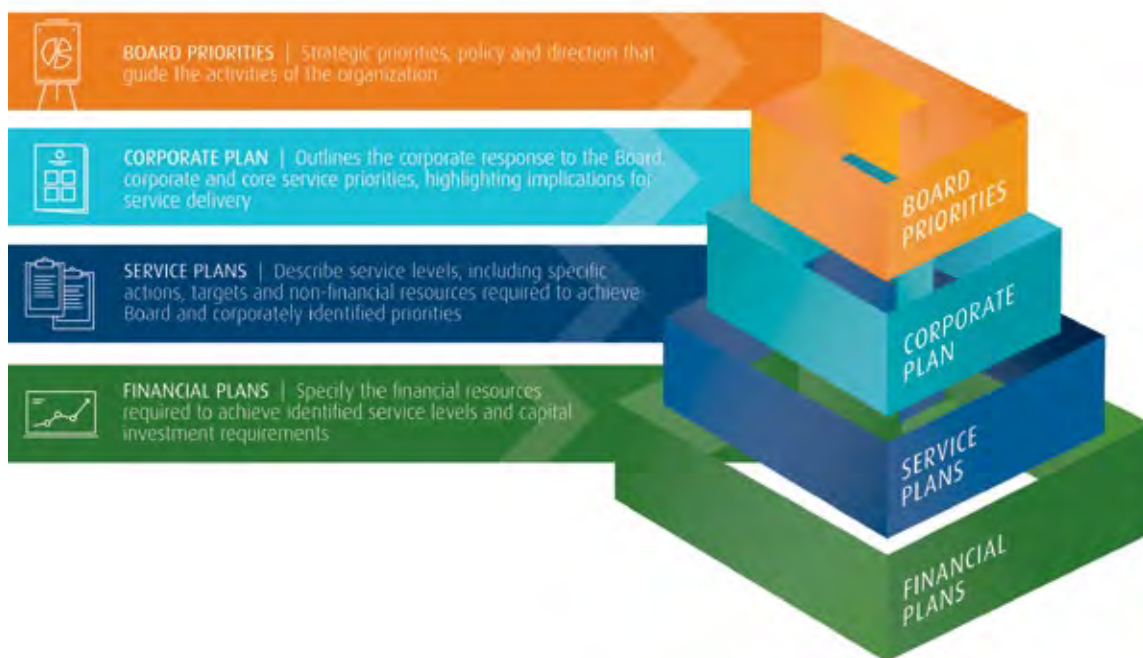 BOARD PRIORITIES | Strategic priorities, policy and direction that
guide the activities of the organization
CORPORATE PLAN | Outlines the corporate response to the Board,
corporate and core service priorities, highlighting implications for
service delivery
SERVICE PLANS | Describe service levels, including specific
actions, targets and non-financial resources required to achieve
Board and corporately identified priorities
FINANCIAL PLANS | Specify the financial resources
required to achieve identified service levels and capital
investment requirements
BOARD
PRIORITIES
CORPORATE
PLAN
SERVICE
PLANS
FINANCIAL
PLANS